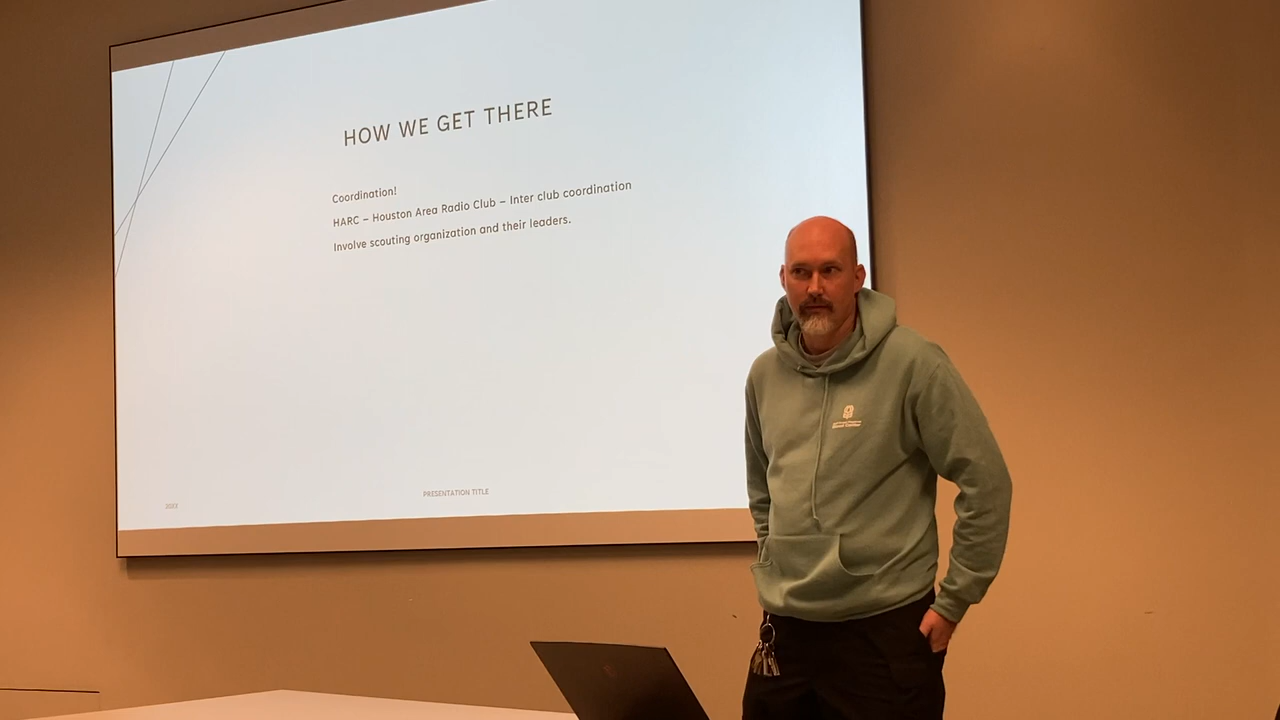 HOW WE GET THERE
Coordination!
HARC – Houston Area Radio Club – Inter club coordination
Involve scouting organization and their leaders.
PRESENTATION TITLE